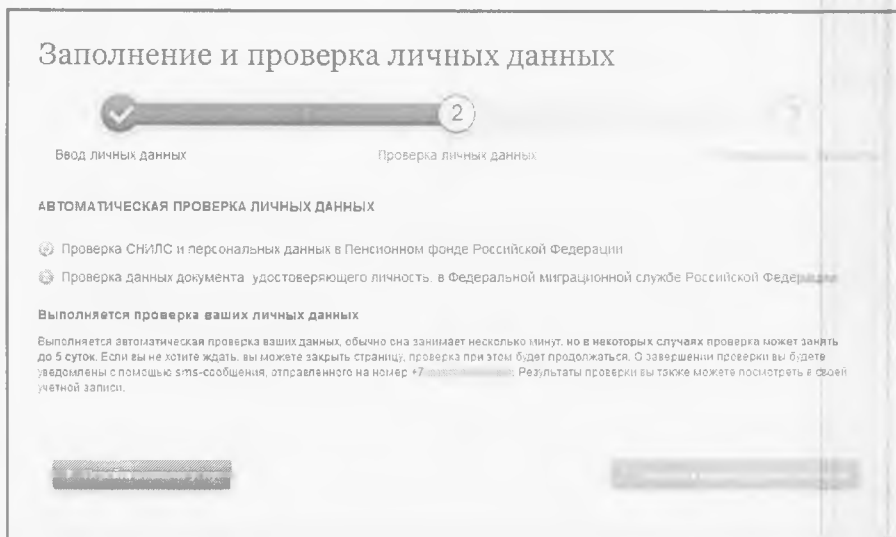 Заполнение и проверка личных данных
2
Ввод личных данных
Проверка личных данных
АВТОМАТИЧЕСКАЯ ПРОВЕРКА ЛИЧНЫХ ДАННЫХ
Проверка СНИЛС и персональных данных в Пенсионном фонде Российской Федерации
Проверка данных документа удостоверяющего личность, в Федеральной миграционной службе Российской Федерации
Выполняется проверка ваших личных данных
Выполняется автоматическая проверка ваших данных, обычно она занимает несколько минут, но в некоторых случаях проверка может занять
до 5 суток. Если вы не хотите ждать, вы можете закрыть страницу, проверка при этом будет продолжаться. О завершении проверки вы будете
уведомлены с помощью sms-сообщения, отправленного на номер +7 . Результаты проверки вы также можете посмотреть в своей
учетной записи.